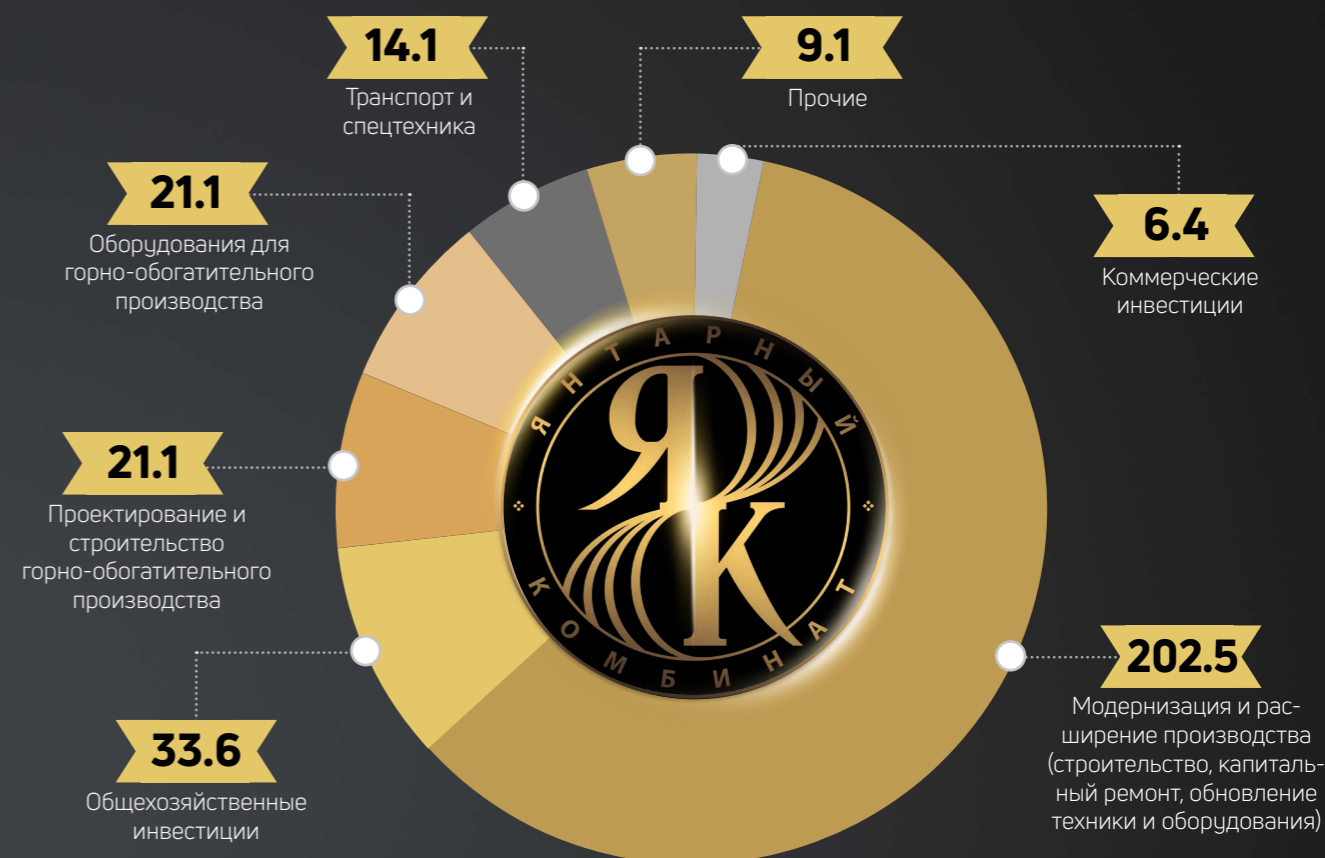 14.1
Транспорт и
спецтехника
9.1
Прочие
21.1
Оборудования для
горно-обогатительного
производства
6.4
Коммерческие
инвестиции
ЯНТАРНЫЙ
КОМБИНАТ
ЯК
21.1
Проектирование и
строительство
горно-обогатительного
производства
33.6
Общехозяйственные
инвестиции
202.5
Модернизация и рас-
ширение производства
(строительство, капиталь-
ный ремонт, обновление
техники и оборудования)